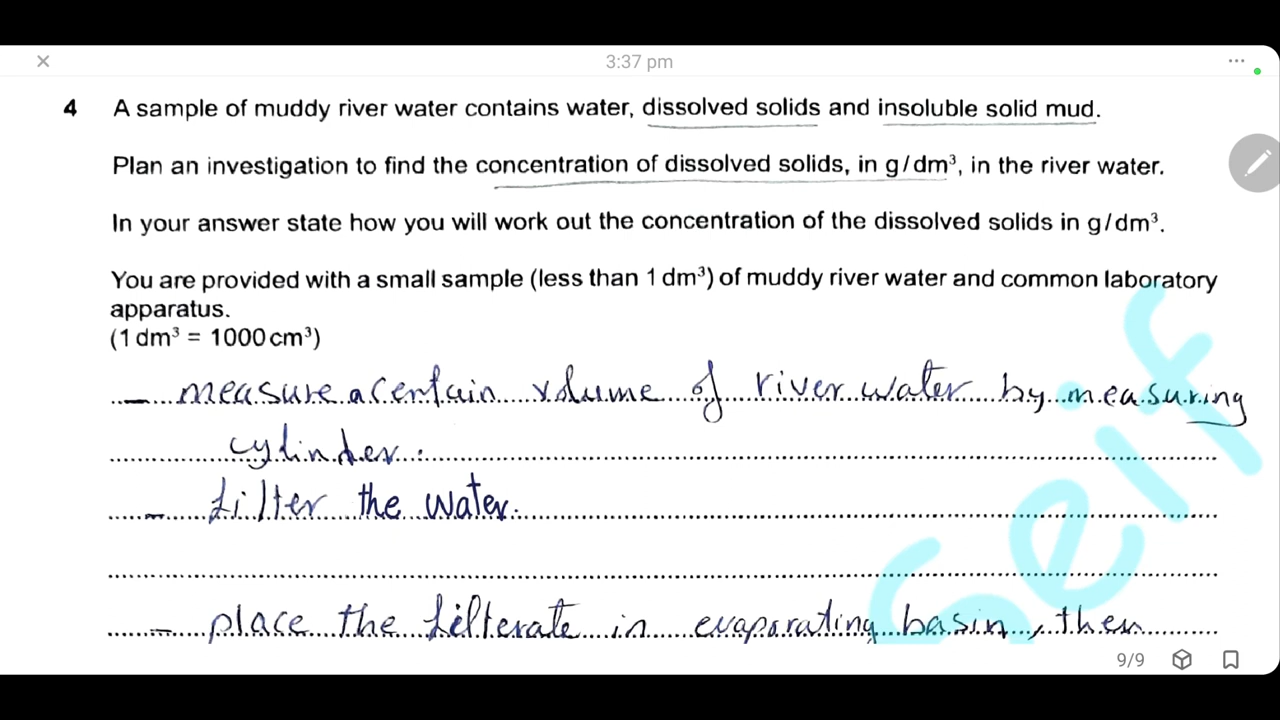 3:37 pm
4 A sample of muddy river water contains water, dissolved solids and insoluble solid mud.
Plan an investigation to find the concentration of dissolved solids, in g/dm³, in the river water.
In your answer state how you will work out the concentration of the dissolved solids in g/dm³.
You are provided with a small sample (less than 1 dm³) of muddy river water and common laboratory
apparatus.
(1 dm³ = 1000 cm³)
- measure a certain volume of river water by measuring
cylinder.
- filter the water.
- place the filterate in evaporating basin, then
Seif
9/9